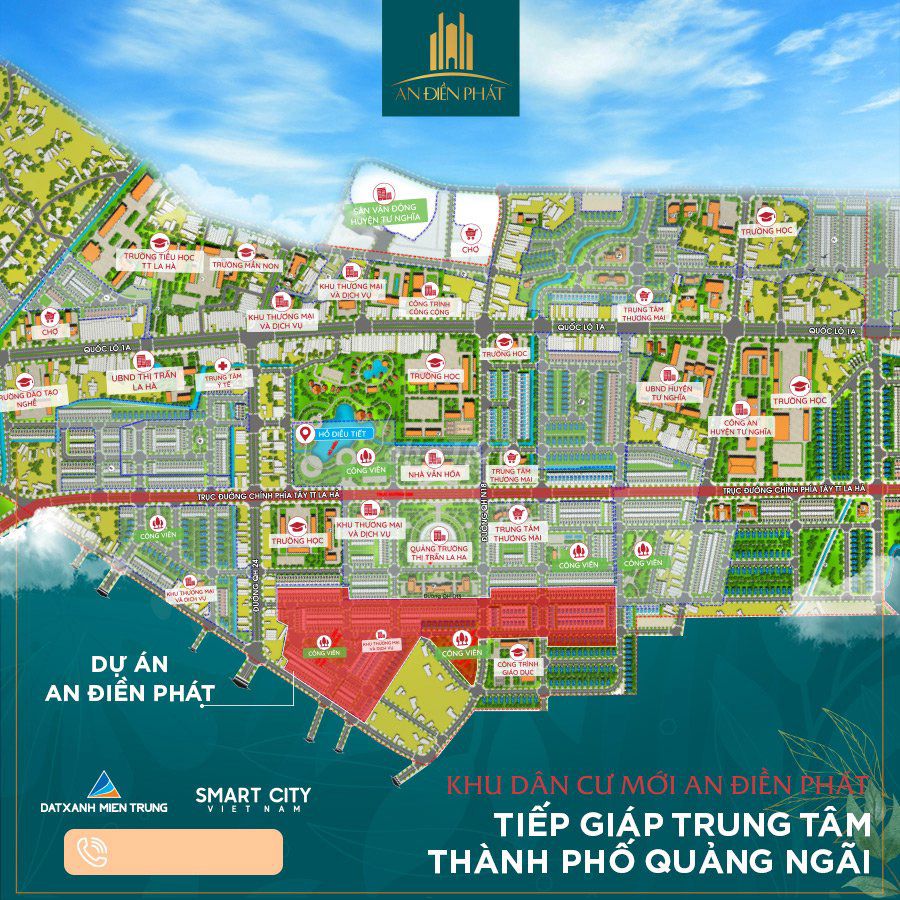 AN ĐIỀN PHÁT
SÂN VẬN ĐỘNG
HUYỆN TƯ NGHĨA
CHỢ
TRƯỜNG HỌC
TRƯỜNG TIỂU HỌC
TT LA HÀ
TRƯỜNG MẦN NON
KHU THƯƠNG MẠI
VÀ DỊCH VỤ
CÔNG TRÌNH
CÔNG CỘNG
KHU THƯƠNG MẠI
VÀ DỊCH VỤ
TRUNG TÂM
THƯƠNG MẠI
CHỢ
QUỐC LỘ 1A
QUỐC LỘ 1A
QUỐC LỘ 1A
TRƯỜNG HỌC
UBND THỊ TRẤN
LA HÀ
TRUNG TÂM
Y TẾ
TRƯỜNG HỌC
UBND HUYỆN
TƯ NGHĨA
TRƯỜNG HỌC
TRƯỜNG ĐÀO TẠO
NGHỀ
CÔNG AN
HUYỆN TƯ NGHĨA
HỒ ĐIỀU TIẾT
CÔNG VIÊN
NHÀ VĂN HÓA
TRUNG TÂM
THƯƠNG MẠI
TRỤC ĐƯỜNG CHÍNH PHÍA TÂY TT LA HÀ
TRỤC ĐƯỜNG CHÍNH PHÍA TÂY TT LA HÀ
ĐƯỜNG QH N18
CÔNG VIÊN
TRƯỜNG HỌC
KHU THƯƠNG MẠI
VÀ DỊCH VỤ
QUẢNG TRƯỜNG
THỊ TRẤN LA HA
TRUNG TÂM
THƯƠNG MẠI
CÔNG VIÊN
CÔNG VIÊN
KHU THƯƠNG MẠI
VÀ DỊCH VỤ
ĐƯỜNG QH 24
CÔNG VIÊN
KHU THƯƠNG MẠI
VÀ DỊCH VỤ
CÔNG VIÊN
CÔNG TRÌNH
GIÁO DỤC
DỰ ÁN
AN ĐIỀN PHÁT
DATXANH MIEN TRUNG
SMART CITY
VIET NAM
KHU DÂN CƯ MỚI AN ĐIỀN PHÁT
TIẾP GIÁP TRUNG TÂM
THÀNH PHỐ QUẢNG NGÃI